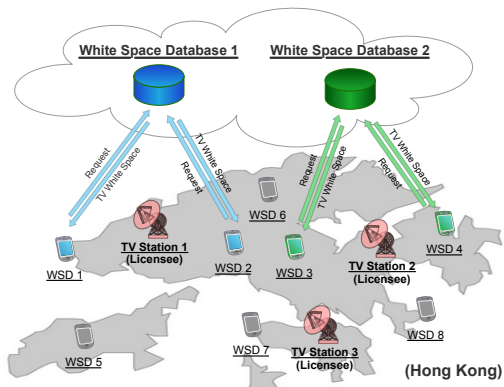 White Space Database 1
White Space Database 2
Request
TV White Space
TV White Space
Request
Request
TV White Space
TV White Space
Request
WSD 6
WSD 1
TV Station 1
(Licensee)
WSD 2
WSD 3
TV Station 2
(Licensee)
WSD 4
WSD 5
WSD 7
TV Station 3
(Licensee)
WSD 8
(Hong Kong)